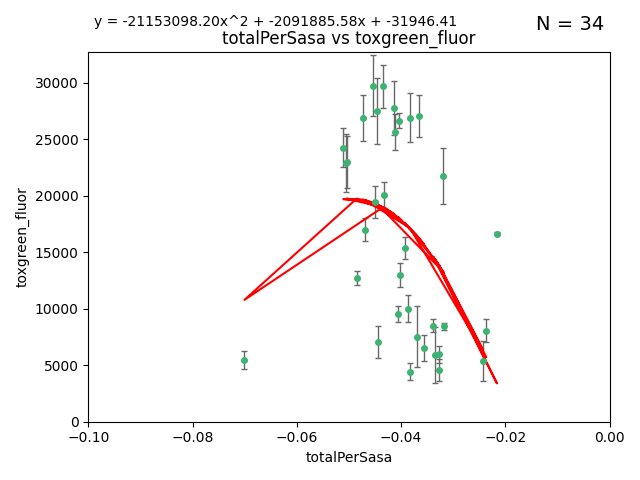 y = -21153098.20x^2 + -2091885.58x + -31946.41
N = 34
totalPerSasa vs toxgreen_fluor
toxgreen_fluor
30000
25000
20000
15000
10000
5000
0
−0.10
−0.08
−0.06
−0.04
−0.02
0.00
totalPerSasa